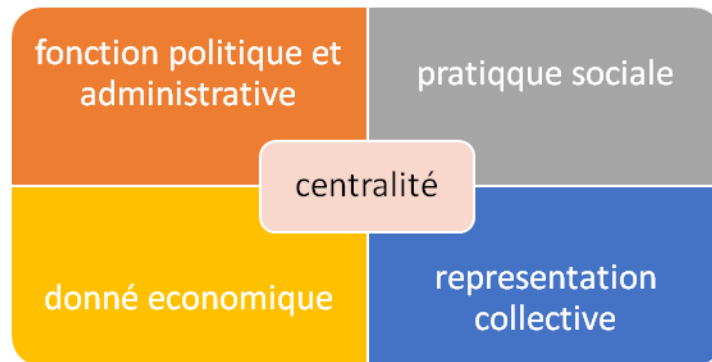 fonction politique et
administrative
pratiqque sociale
centralité
donné economique
representation
collective